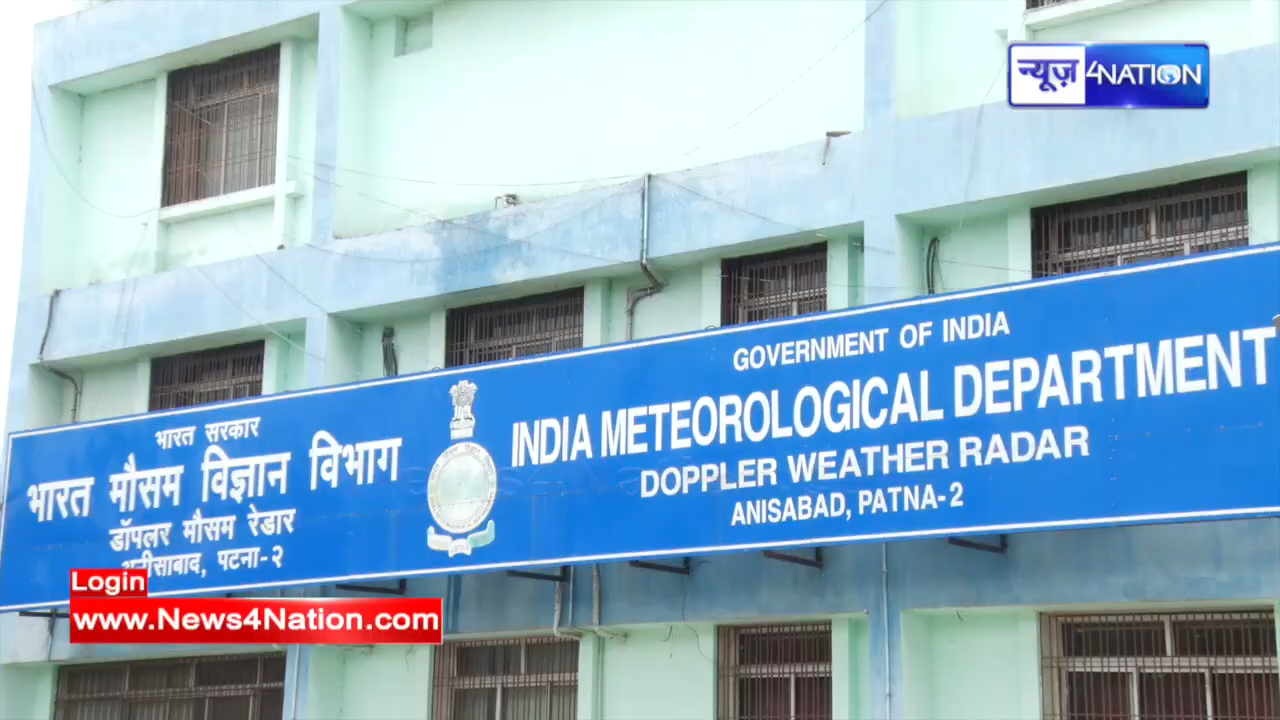 न्यूज़ 4NATION
भारत सरकार
भारत मौसम विज्ञान विभाग
डॉपलर मौसम रेडार
पटना-२
GOVERNMENT OF INDIA
INDIA METEOROLOGICAL DEPARTMENT
DOPPLER WEATHER RADAR
ANISABAD, PATNA-2
Login
www.News4Nation.com